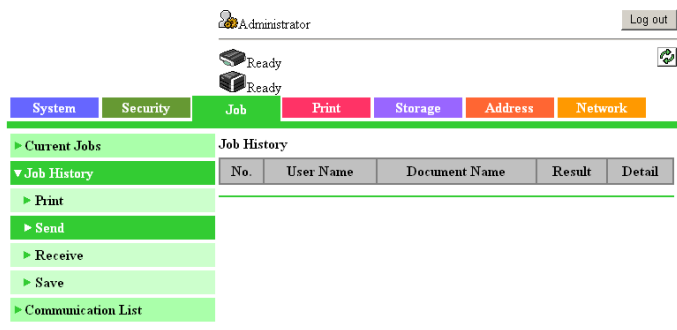 Administrator Log out
Ready
Ready
System Security Job Print Storage Address Network
Current Jobs
Job History
Print
Send
Receive
Save
Communication List
Job History
No. User Name Document Name Result Detail